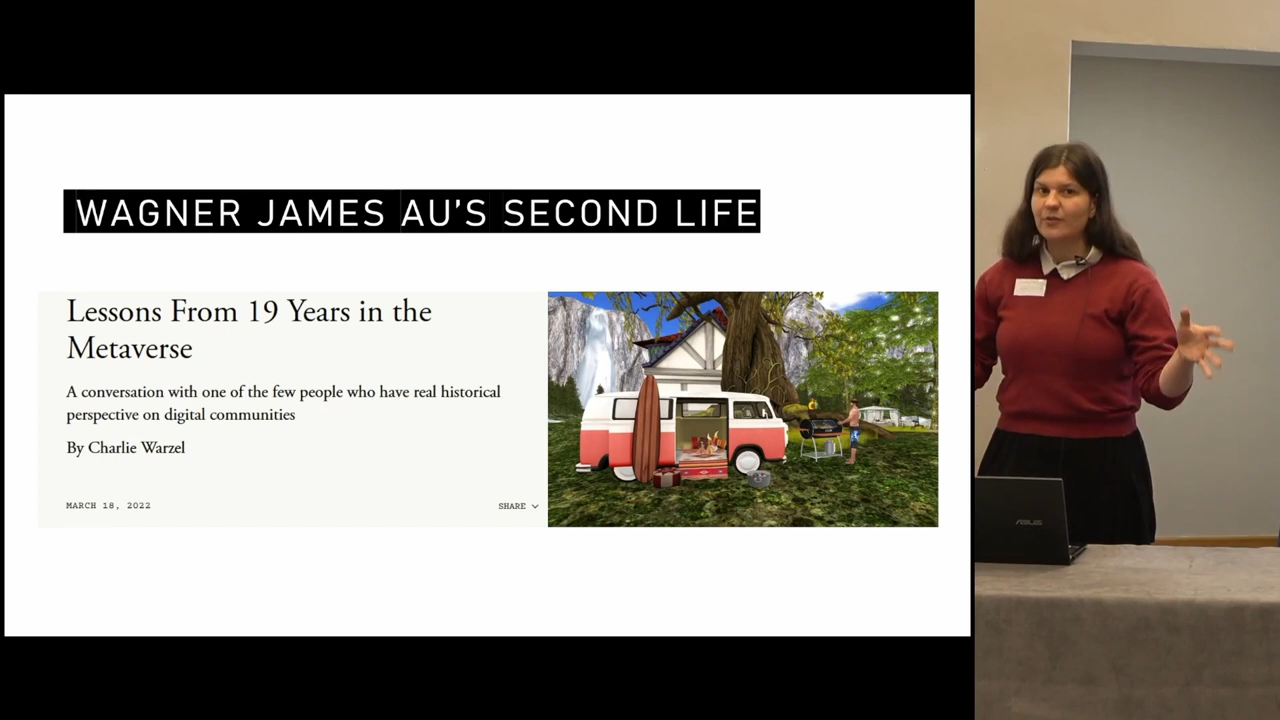 WAGNER JAMES AU'S SECOND LIFE
Lessons From 19 Years in the
Metaverse
A conversation with one of the few people who have real historical
perspective on digital communities
By Charlie Warzel
MARCH 18, 2022
SHARE
ASUS